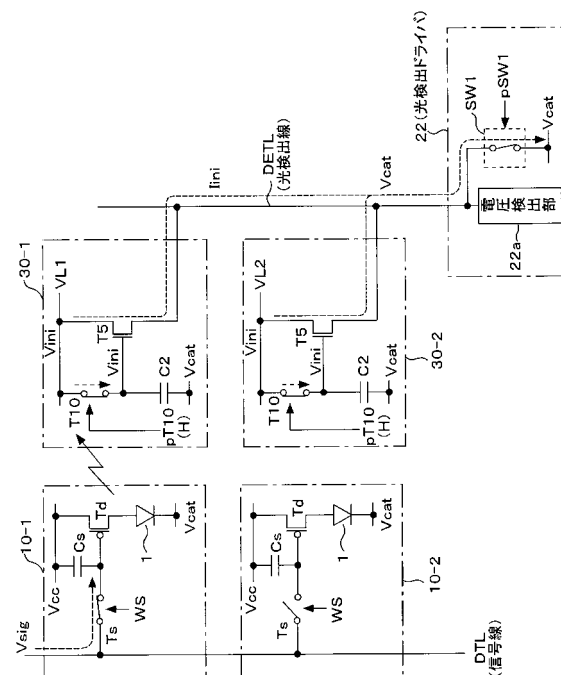 22(光検出ドライバ)
SW1
pSW1
Vcat
電圧検出部
22a
Iini
DETL
(光検出線)
Vcat
30-1
Vini
VL1
T10
Vini
T5
C2
Vcat
pT10
(H)
VL2
Vini
T10
Vini
T5
C2
Vcat
pT10
(H)
30-2
10-1
Vsig
Vcc
Cs
Td
Ts
WS
1
Vcat
Vcc
Cs
Td
Ts
WS
1
Vcat
10-2
DTL
(信号線)